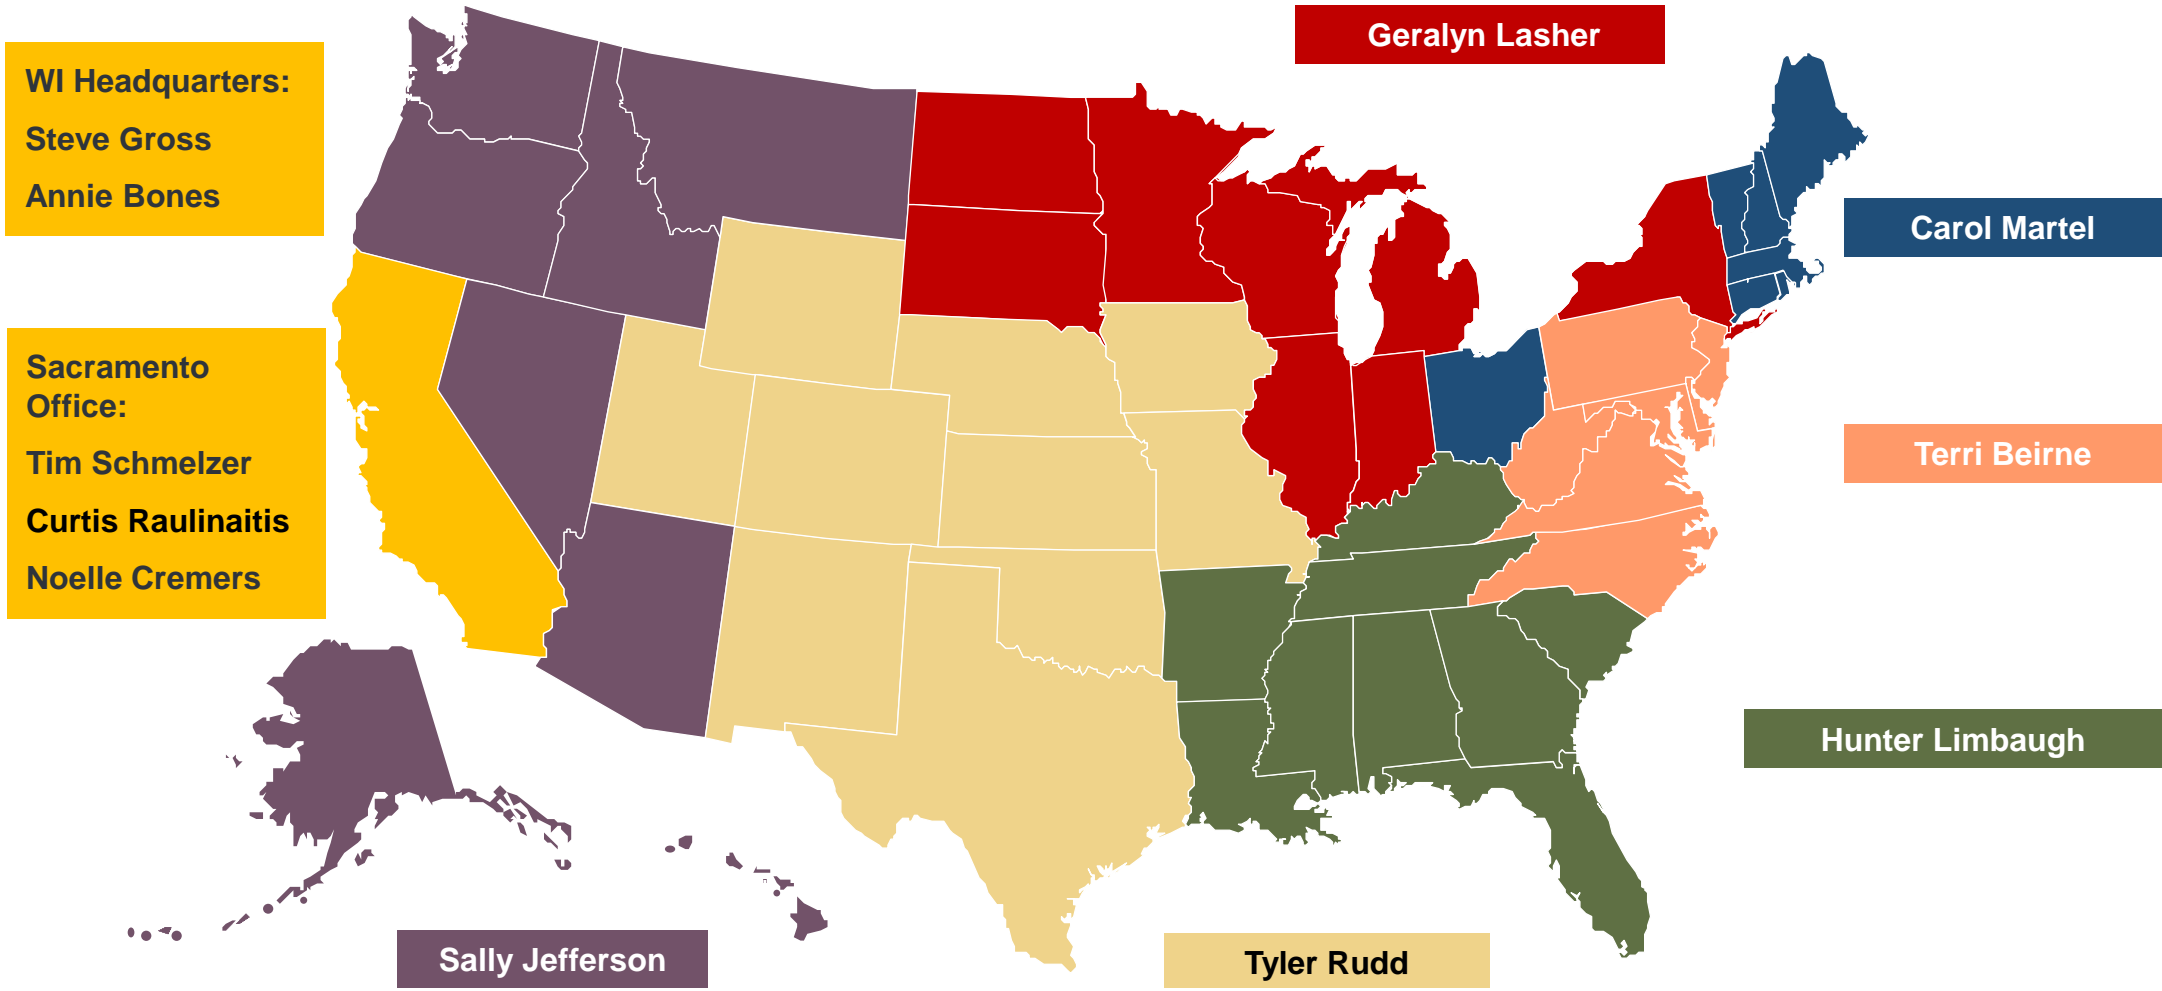 Geralyn Lasher
WI Headquarters:
Steve Gross
Annie Bones
Carol Martel
Sacramento
Office:
Tim Schmelzer
Curtis Raulinaitis
Noelle Cremers
Terri Beirne
Hunter Limbaugh
Sally Jefferson
Tyler Rudd